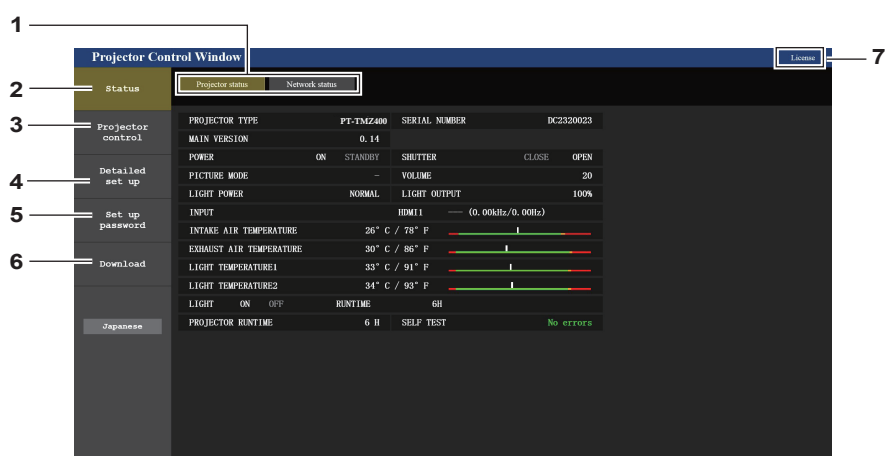 1
Projector Control Window
License
7
2
Status
Projector status
Network status
3
Projector
control
4
Detailed
set up
5
Set up
password
6
Download
Japanese
PROJECTOR TYPE PT-TMZ400 SERIAL NUMBER DC2320023
MAIN VERSION 0.14
POWER ON STANDBY SHUTTER CLOSE OPEN
PICTURE MODE – VOLUME 20
LIGHT POWER NORMAL LIGHT OUTPUT 100%
INPUT HDMI1 --- (0.00kHz/0.00Hz)
INTAKE AIR TEMPERATURE 26° C / 78° F
EXHAUST AIR TEMPERATURE 30° C / 86° F
LIGHT TEMPERATURE1 33° C / 91° F
LIGHT TEMPERATURE2 34° C / 93° F
LIGHT ON OFF RUNTIME 6H
PROJECTOR RUNTIME 6 H SELF TEST No errors